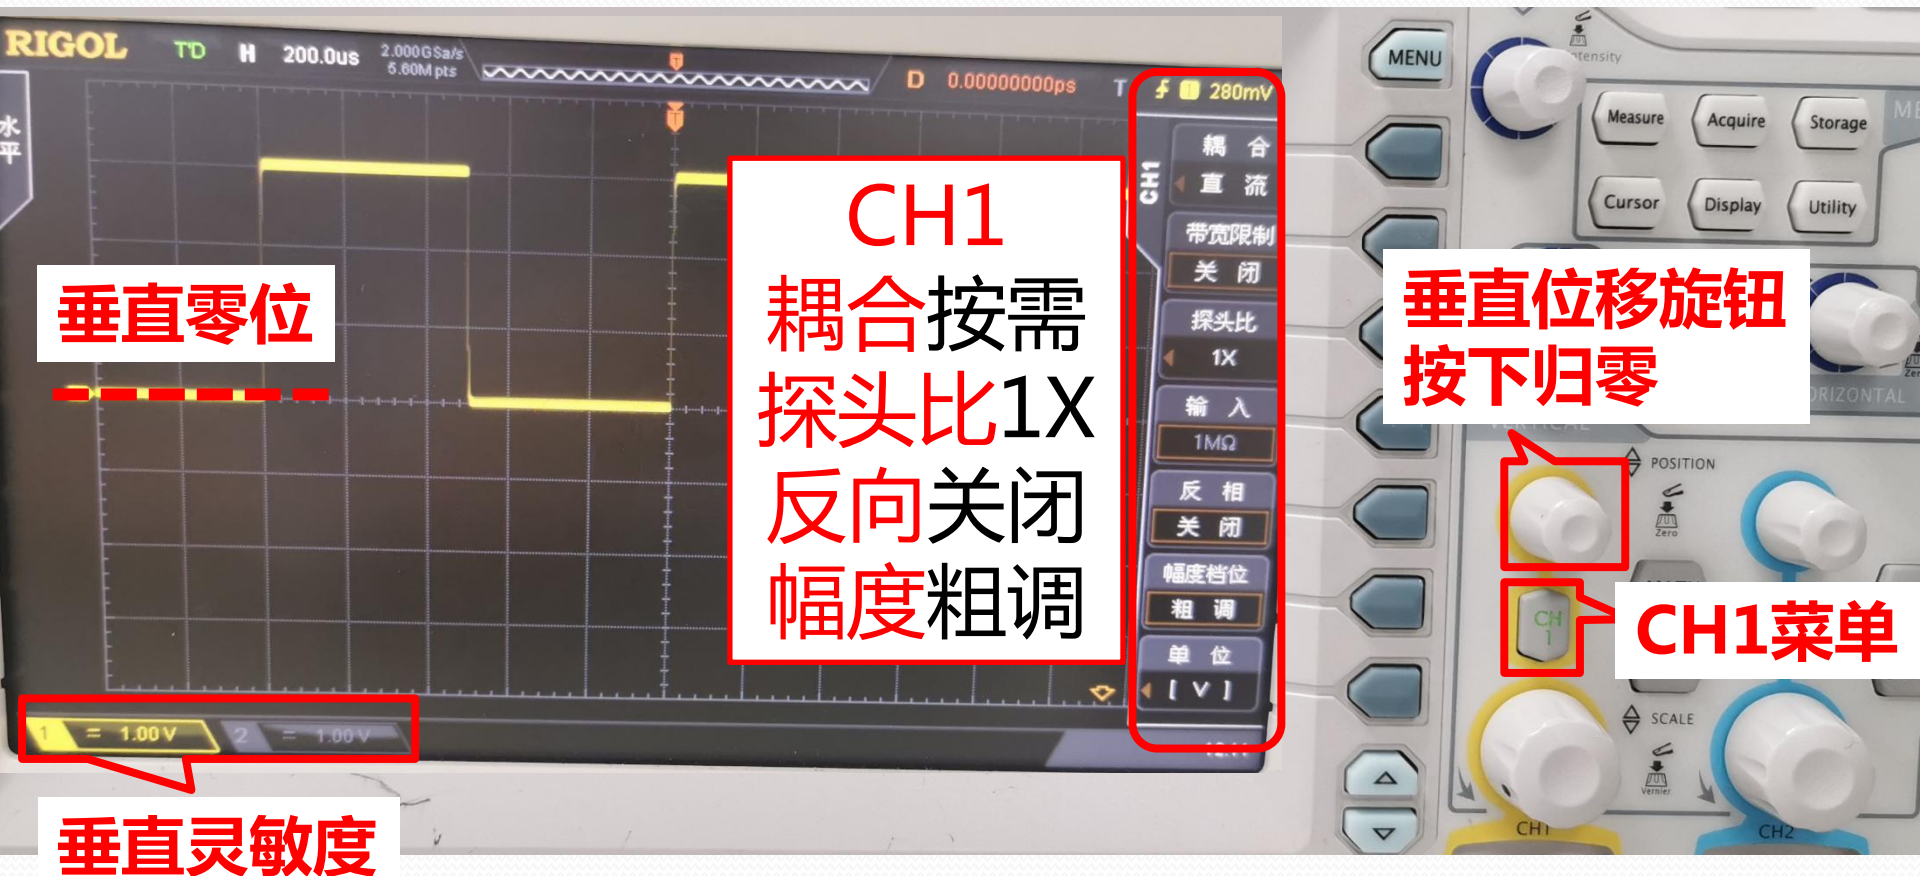 RIGOL
T'D
H
200.0us
2.000GSa/s
5.60M pts
T
D
0.00000000ps
T
1
280mV
T
水平
CH1
耦合
直流
带宽限制
关闭
探头比
1X
输入
1MΩ
反相
关闭
幅度档位
粗调
单位
[V]
CH1
耦合按需
探头比1X
反向关闭
幅度粗调
垂直零位
1 = 1.00 V
2 = 1.00 V
垂直灵敏度
MENU
Measure
Acquire
Storage
Cursor
Display
Utility
垂直位移旋钮
按下归零
POSITION
Zero
CH
1
CH1菜单
SCALE
Vernier
CH1
CH2